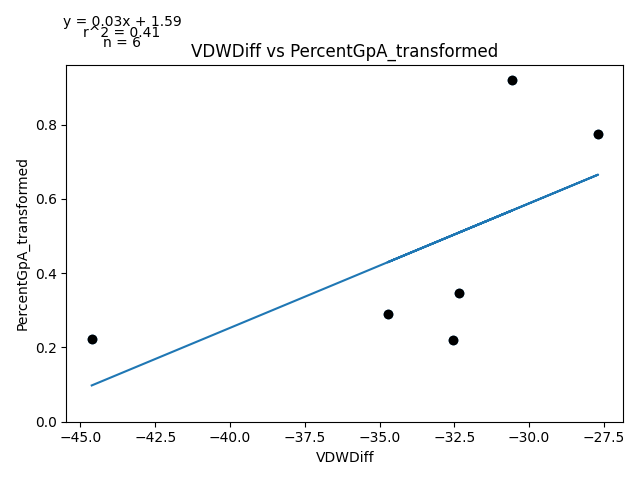 y = 0.03x + 1.59
r^2 = 0.41
n = 6
VDWDiff vs PercentGpA_transformed
PercentGpA_transformed
0.8
0.6
0.4
0.2
0.0
−45.0 −42.5 −40.0 −37.5 −35.0 −32.5 −30.0 −27.5
VDWDiff